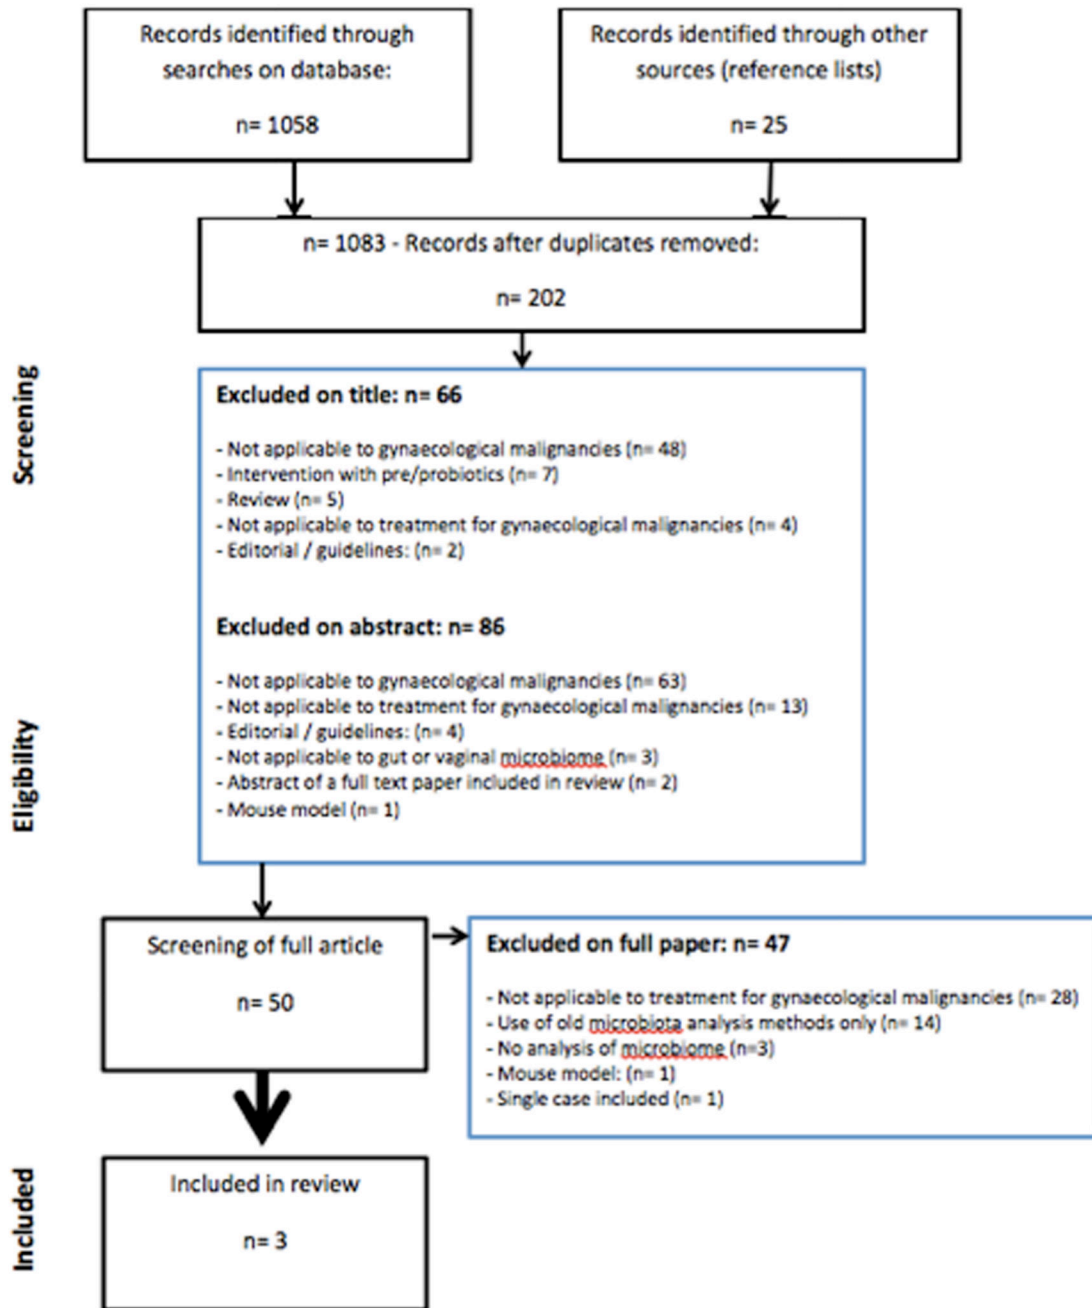 Records identified through
searches on database:
n= 1058
Records identified through other
sources (reference lists)
n= 25
n= 1083 - Records after duplicates removed:
n= 202
Screening
Excluded on title: n= 66
- Not applicable to gynaecological malignancies (n= 48)
- Intervention with pre/probiotics (n= 7)
- Review (n= 5)
- Not applicable to treatment for gynaecological malignancies (n= 4)
- Editorial / guidelines: (n= 2)
Excluded on abstract: n= 86
- Not applicable to gynaecological malignancies (n= 63)
- Not applicable to treatment for gynaecological malignancies (n= 13)
- Editorial / guidelines: (n= 4)
- Not applicable to gut or vaginal microbiome (n= 3)
- Abstract of a full text paper included in review (n= 2)
- Mouse model (n= 1)
Eligibility
Screening of full article
n= 50
Excluded on full paper: n= 47
- Not applicable to treatment for gynaecological malignancies (n= 28)
- Use of old microbiota analysis methods only (n= 14)
- No analysis of microbiome (n=3)
- Mouse model: (n= 1)
- Single case included (n= 1)
Included
Included in review
n= 3